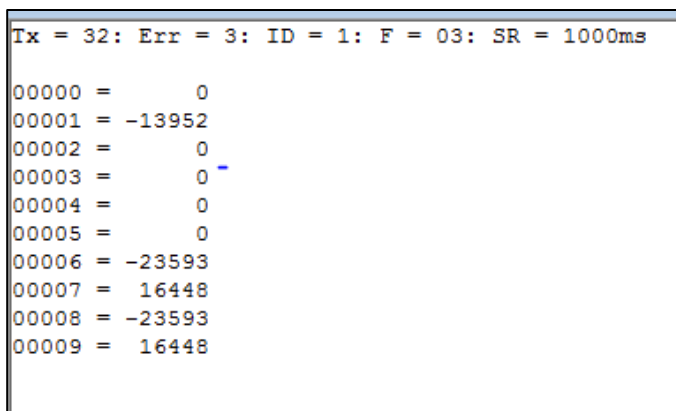 Tx = 32: Err = 3: ID = 1: F = 03: SR = 1000ms
00000 = 0
00001 = -13952
00002 = 0
00003 = 0
00004 = 0
00005 = 0
00006 = -23593
00007 = 16448
00008 = -23593
00009 = 16448